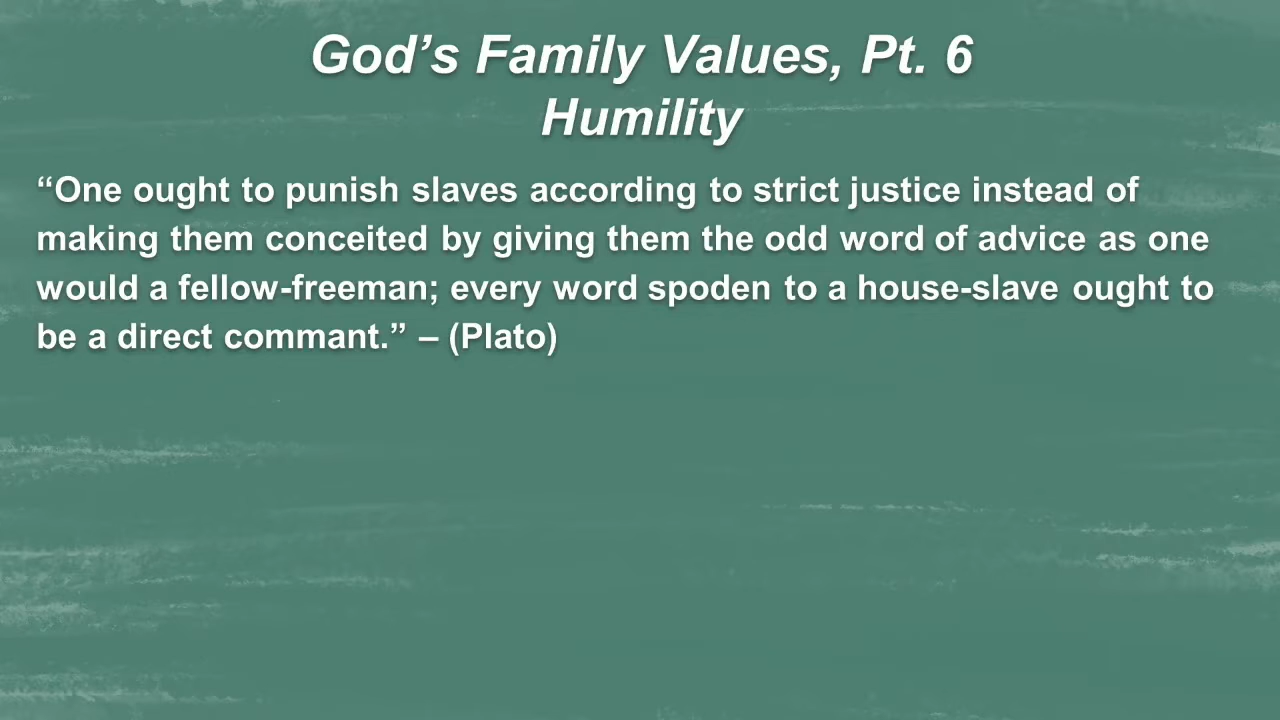 God’s Family Values, Pt. 6
Humility
“One ought to punish slaves according to strict justice instead of
making them conceited by giving them the odd word of advice as one
would a fellow-freeman; every word spoden to a house-slave ought to
be a direct commant.” – (Plato)